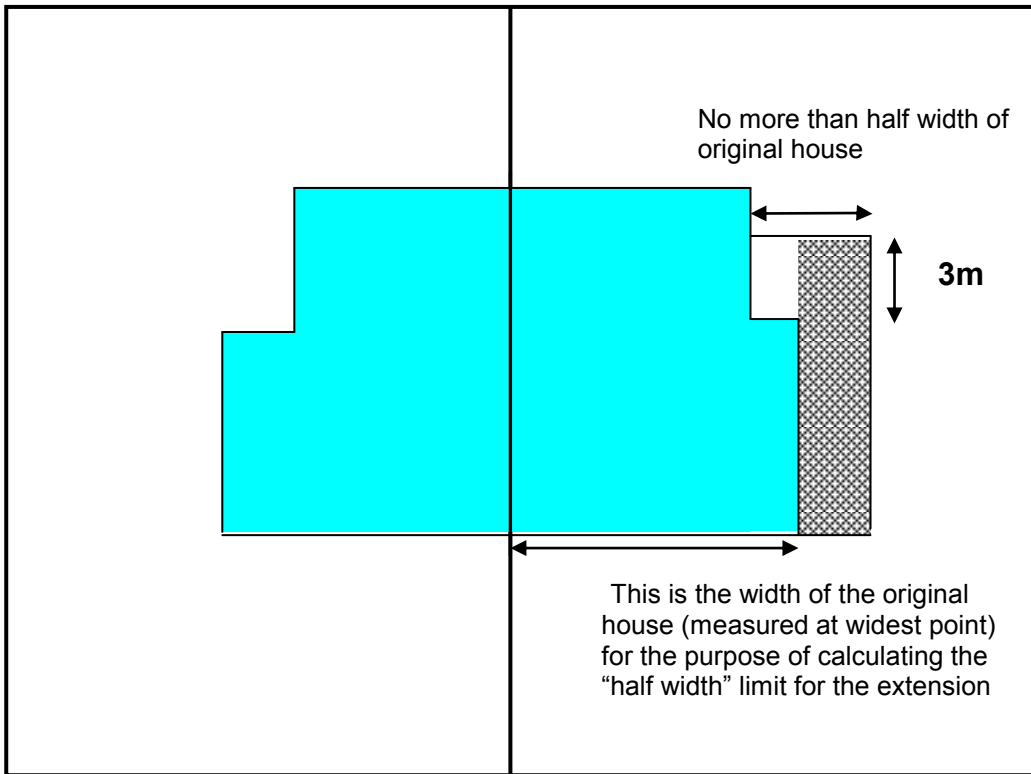 No more than half width of
original house
3m
This is the width of the original
house (measured at widest point)
for the purpose of calculating the
“half width” limit for the extension